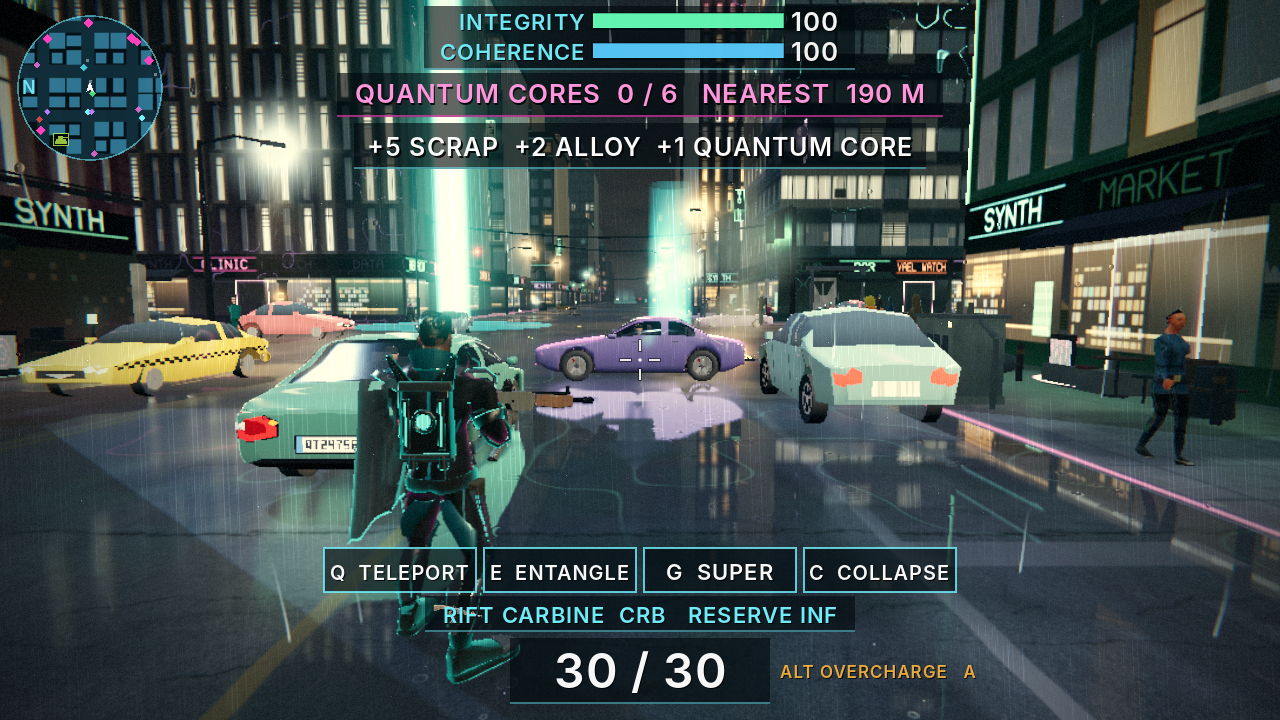 INTEGRITY 100
COHERENCE 100
QUANTUM CORES 0 / 6 NEAREST 190 M
+5 SCRAP +2 ALLOY +1 QUANTUM CORE
N
SYNTH
CLINIC
DATA
SYNTH
MARKET
VAEL WATCH
Q TELEPORT
E ENTANGLE
G SUPER
C COLLAPSE
RIFT CARBINE CRB RESERVE INF
30 / 30
ALT OVERCHARGE A